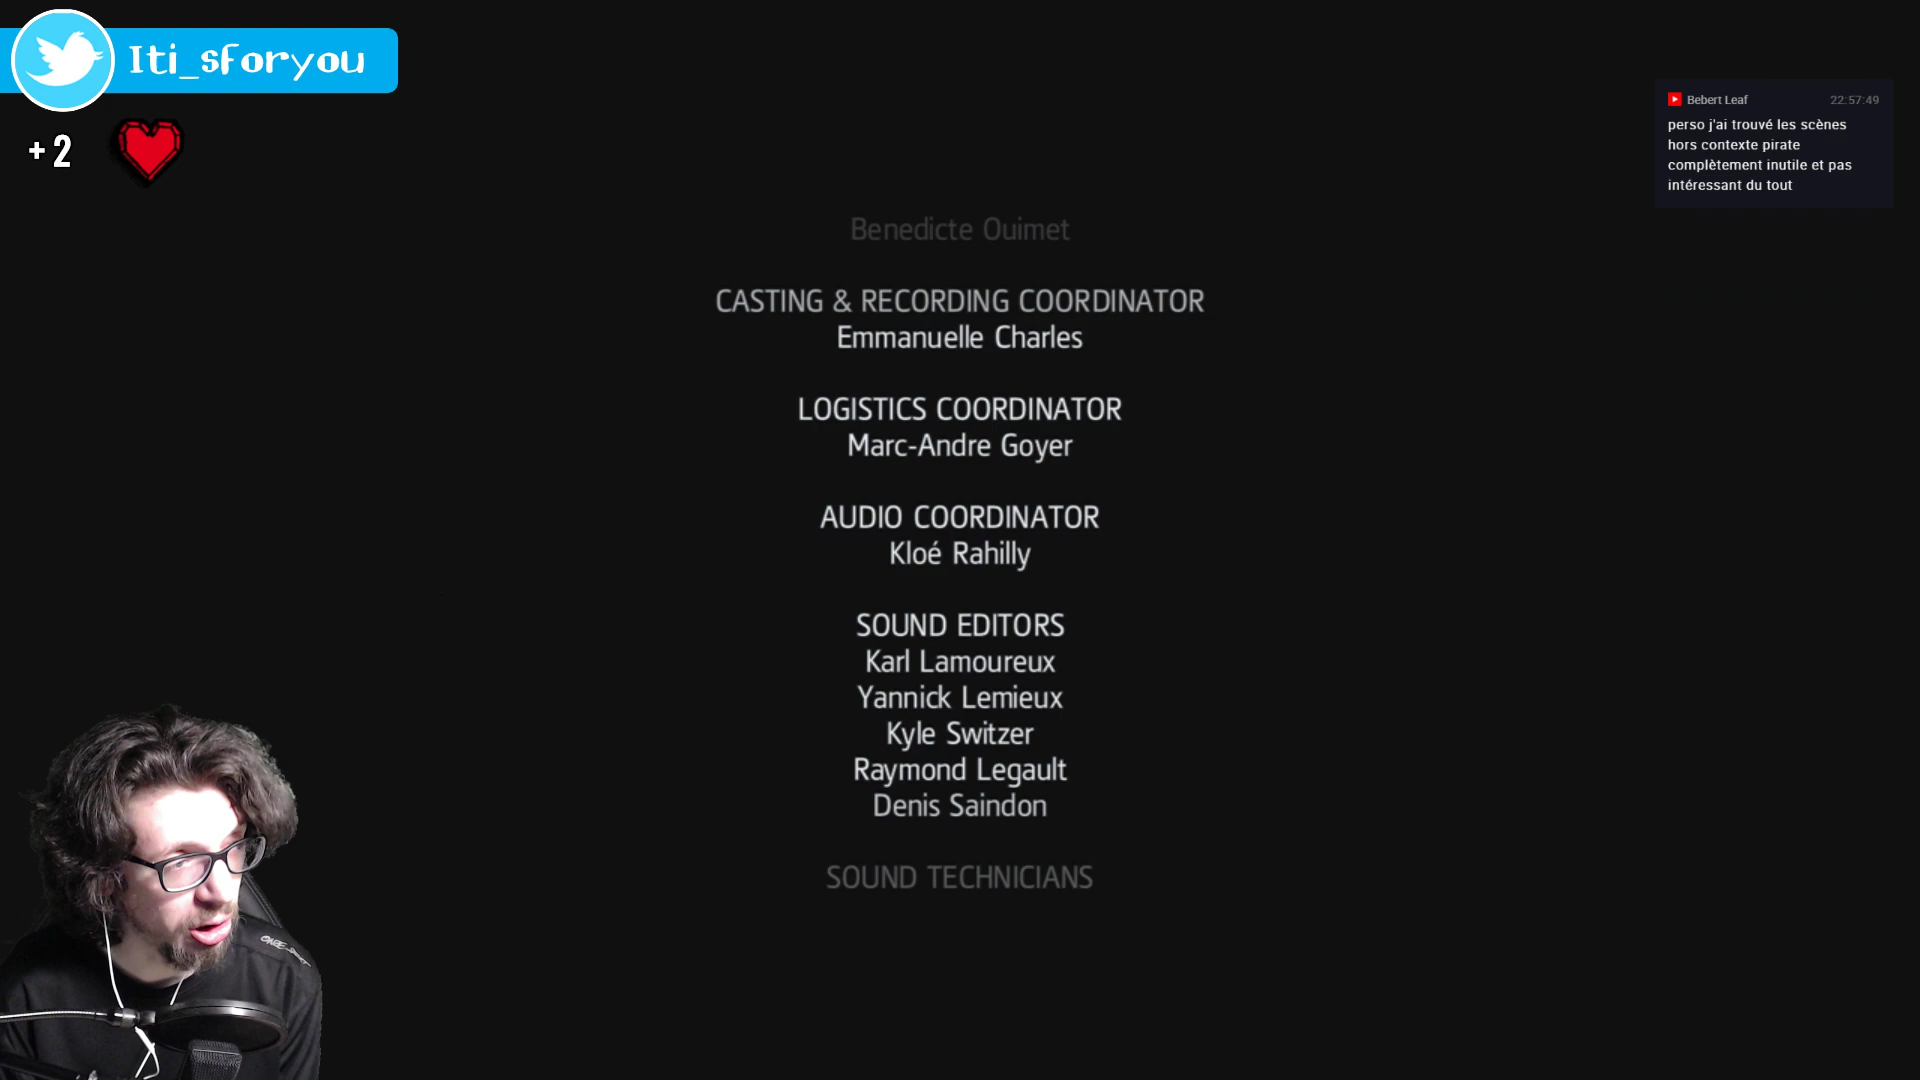 Iti_sforyou
+2
Bebert Leaf 22:57:49
perso j'ai trouvé les scènes
hors contexte pirate
complètement inutile et pas
intéressant du tout
Benedicte Ouimet
CASTING & RECORDING COORDINATOR
Emmanuelle Charles
LOGISTICS COORDINATOR
Marc-Andre Goyer
AUDIO COORDINATOR
Kloé Rahilly
SOUND EDITORS
Karl Lamoureux
Yannick Lemieux
Kyle Switzer
Raymond Legault
Denis Saindon
SOUND TECHNICIANS